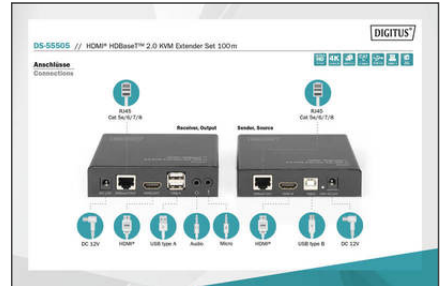 DIGITUS®
DS-55505 // HDMI® HDBaseT™ 2.0 KVM Extender Set 100m
4K
Anschlüsse
Connections
RJ45
Cat 5e/6/7/8
RJ45
Cat 5e/6/7/8
Receiver, Output
Sender, Source
DC 12V
HDMI®
USB type A
Audio
Micro
HDMI®
USB type B
DC 12V